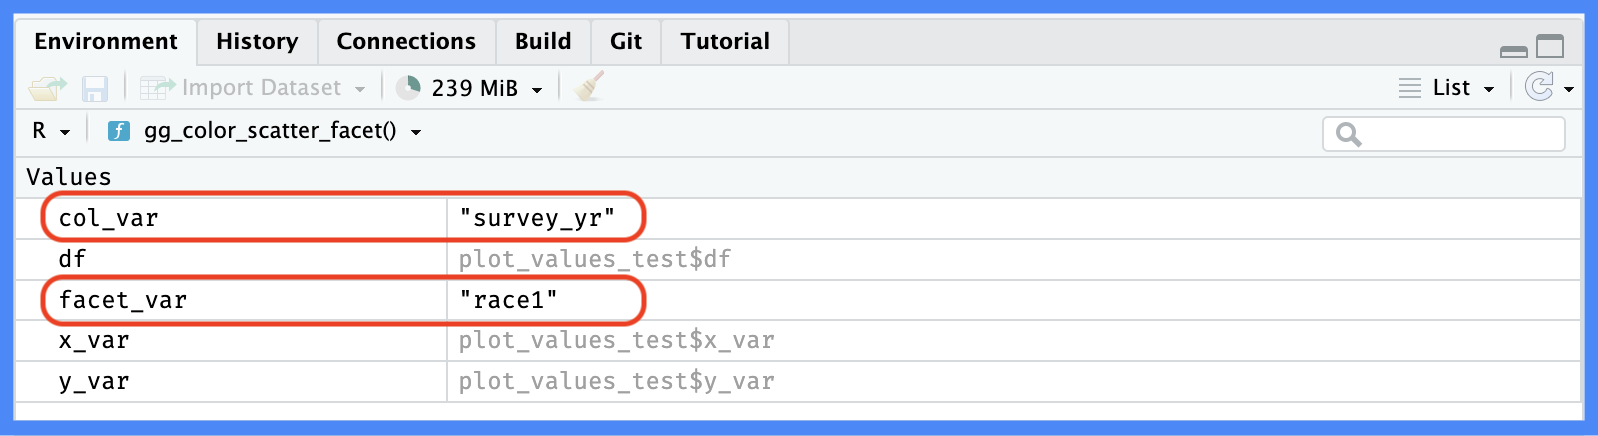 Environment History Connections Build Git Tutorial
Import Dataset 239 MiB List
R f gg_color_scatter_facet()
Values
col_var "survey_yr"
df plot_values_test$df
facet_var "race1"
x_var plot_values_test$x_var
y_var plot_values_test$y_var